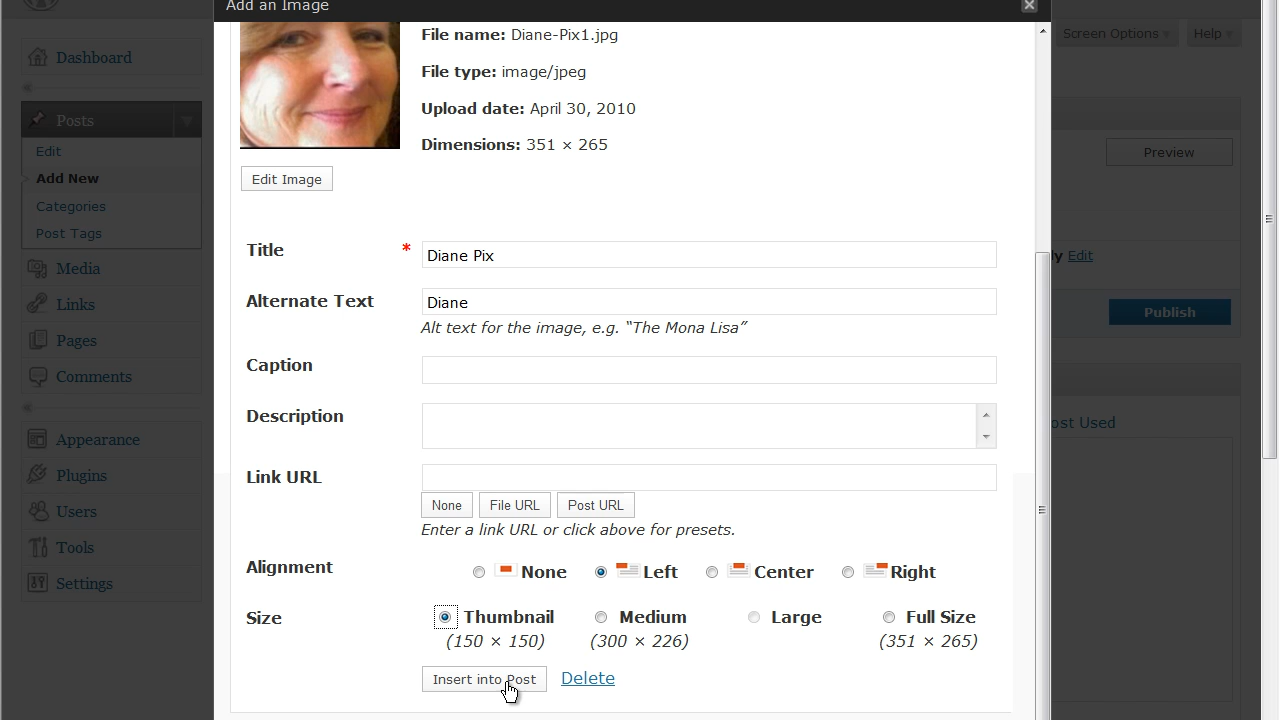 Add an Image
Screen Options
Help
File name: Diane-Pix1.jpg
File type: image/jpeg
Upload date: April 30, 2010
Dimensions: 351 × 265
Edit Image
Dashboard
Posts
Edit
Add New
Categories
Post Tags
Media
Links
Pages
Comments
Appearance
Plugins
Users
Tools
Settings
Title * Diane Pix
Alternate Text Diane
Alt text for the image, e.g. “The Mona Lisa”
Caption
Description
Link URL
None File URL Post URL
Enter a link URL or click above for presets.
Alignment None Left Center Right
Size Thumbnail Medium Large Full Size
(150 × 150) (300 × 226) (351 × 265)
Insert into Post Delete
Preview
ly Edit
Publish
ost Used